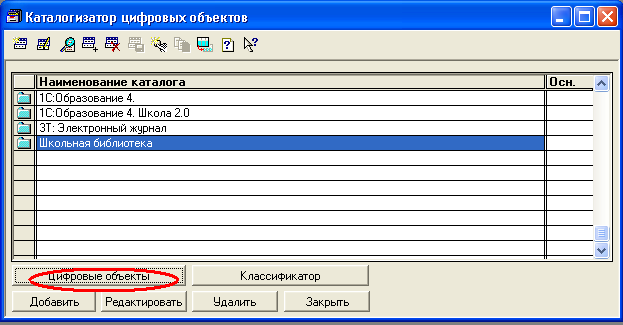 Каталогизатор цифровых объектов
Наименование каталога Осн.
1С:Образование 4.
1С:Образование 4. Школа 2.0
3Т: Электронный журнал
Школьная библиотека
Цифровые объекты Классификатор
Добавить Редактировать Удалить Закрыть